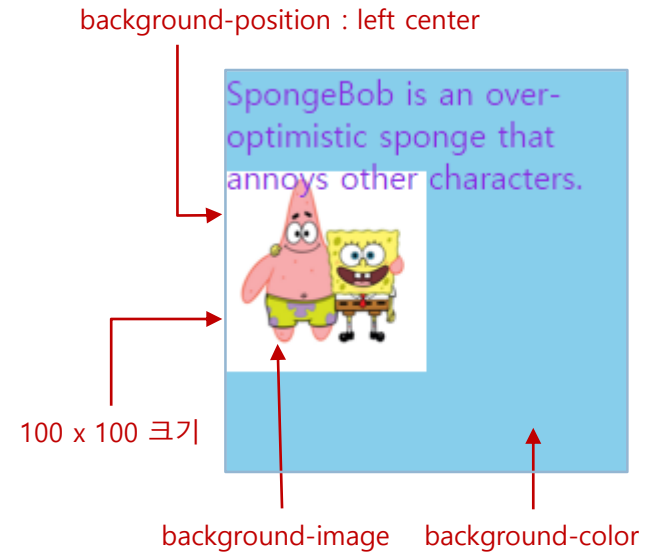 background-position : left center
SpongeBob is an over-
optimistic sponge that
annoys other characters.
100 x 100 크기
background-image
background-color